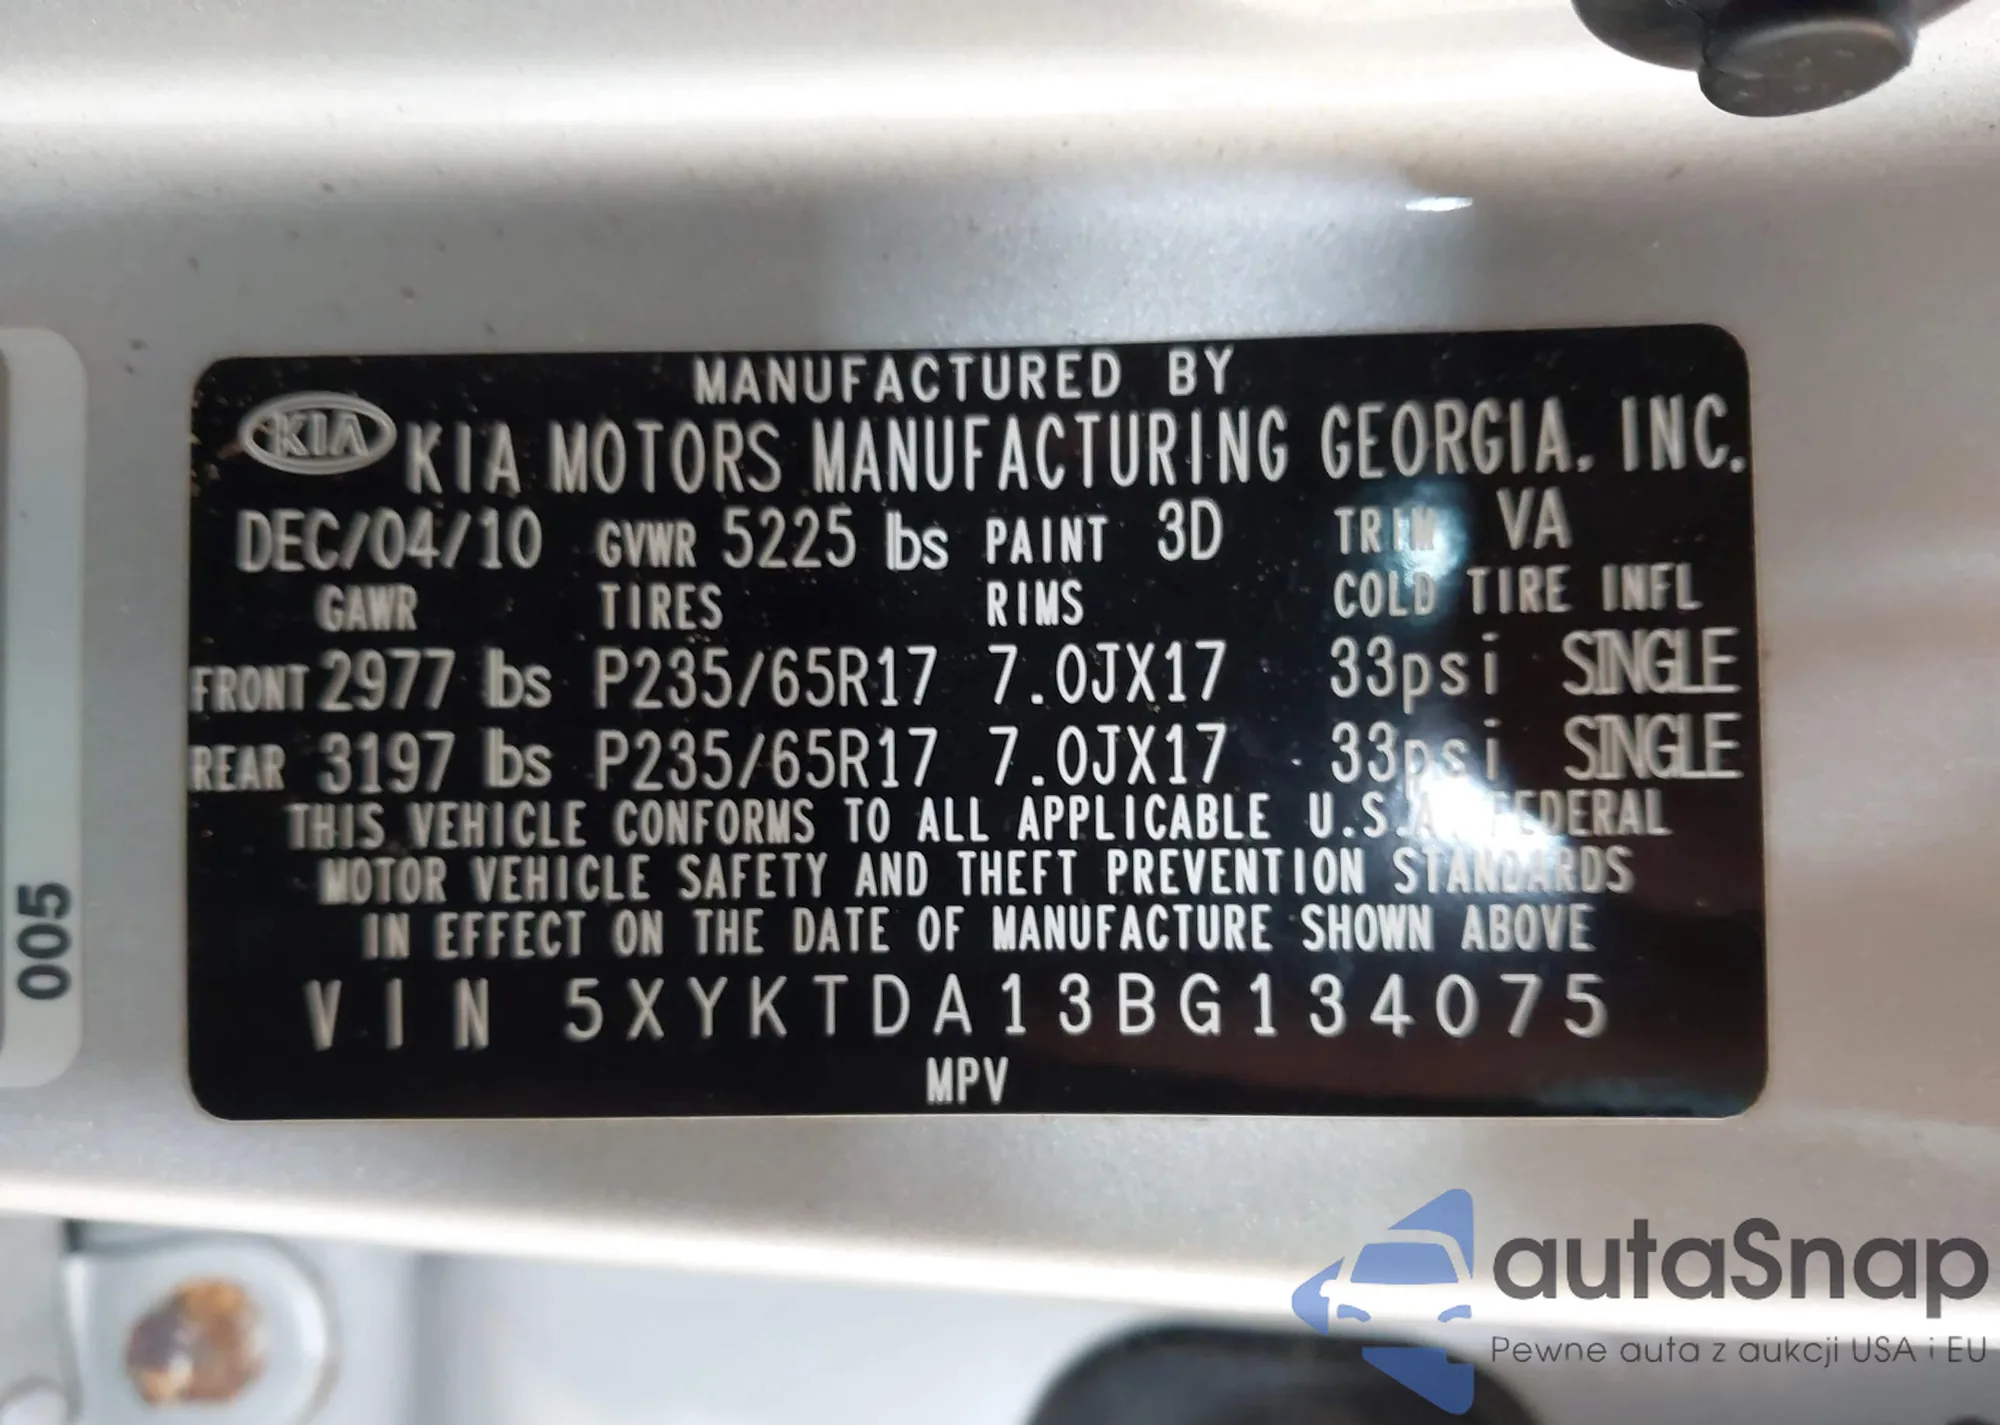 MANUFACTURED BY
KIA KIA MOTORS MANUFACTURING GEORGIA, INC.
DEC/04/10 GVWR 5225 lbs PAINT 3D TRIM VA
GAWR TIRES RIMS COLD TIRE INFL
FRONT 2977 lbs P235/65R17 7.0JX17 33psi SINGLE
REAR 3197 lbs P235/65R17 7.0JX17 33psi SINGLE
THIS VEHICLE CONFORMS TO ALL APPLICABLE U.S.A. FEDERAL
MOTOR VEHICLE SAFETY AND THEFT PREVENTION STANDARDS
IN EFFECT ON THE DATE OF MANUFACTURE SHOWN ABOVE
VIN 5XYKTDA13BG134075
MPV
005
autaSnap
Pewne auta z aukcji USA i EU